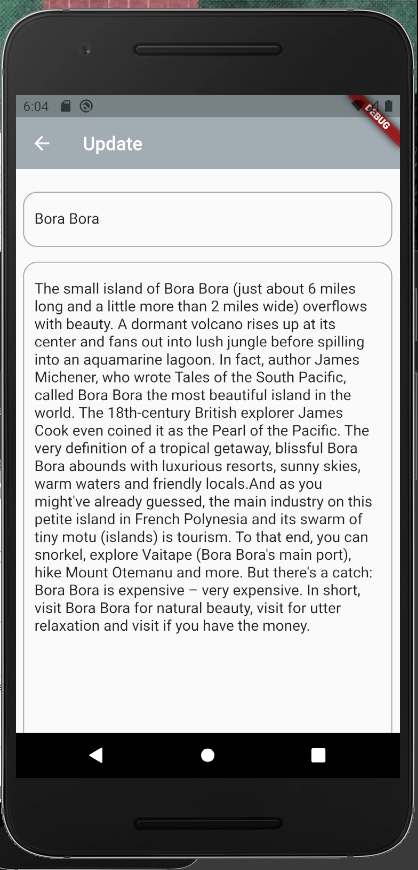 6:04
DEBUG
Update
Bora Bora
The small island of Bora Bora (just about 6 miles
long and a little more than 2 miles wide) overflows
with beauty. A dormant volcano rises up at its
center and fans out into lush jungle before spilling
into an aquamarine lagoon. In fact, author James
Michener, who wrote Tales of the South Pacific,
called Bora Bora the most beautiful island in the
world. The 18th-century British explorer James
Cook even coined it as the Pearl of the Pacific. The
very definition of a tropical getaway, blissful Bora
Bora abounds with luxurious resorts, sunny skies,
warm waters and friendly locals.And as you
might've already guessed, the main industry on this
petite island in French Polynesia and its swarm of
tiny motu (islands) is tourism. To that end, you can
snorkel, explore Vaitape (Bora Bora's main port),
hike Mount Otemanu and more. But there's a catch:
Bora Bora is expensive – very expensive. In short,
visit Bora Bora for natural beauty, visit for utter
relaxation and visit if you have the money.